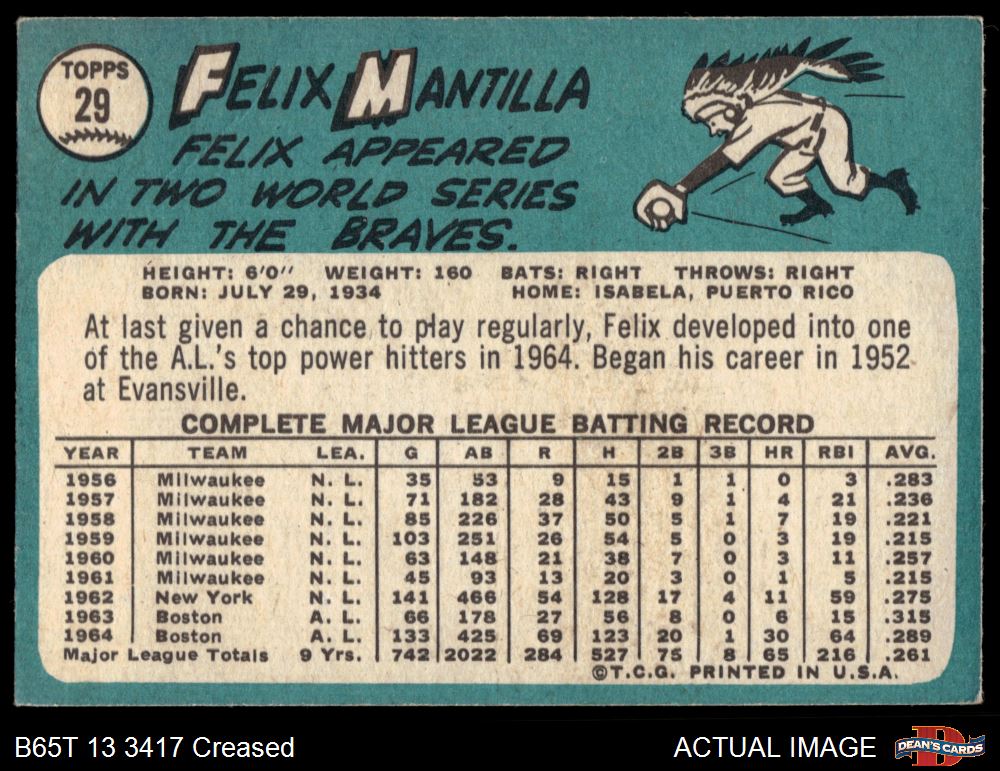 TOPPS
29
FELIX MANTILLA
FELIX APPEARED
IN TWO WORLD SERIES
WITH THE BRAVES.
HEIGHT: 6'0" WEIGHT: 160 BATS: RIGHT THROWS: RIGHT
BORN: JULY 29, 1934 HOME: ISABELA, PUERTO RICO
At last given a chance to play regularly, Felix developed into one
of the A.L.'s top power hitters in 1964. Began his career in 1952
at Evansville.
COMPLETE MAJOR LEAGUE BATTING RECORD
YEAR TEAM LEA. G AB R H 2B 3B HR RBI AVG.
1956 Milwaukee N. L. 35 53 9 15 1 1 0 3 .283
1957 Milwaukee N. L. 71 182 28 43 9 1 4 21 .236
1958 Milwaukee N. L. 85 226 37 50 5 1 7 19 .221
1959 Milwaukee N. L. 103 251 26 54 5 0 3 19 .215
1960 Milwaukee N. L. 63 148 21 38 7 0 3 11 .257
1961 Milwaukee N. L. 45 93 13 20 3 0 1 5 .215
1962 New York N. L. 141 466 54 128 17 4 11 59 .275
1963 Boston A. L. 66 178 27 56 8 0 6 15 .315
1964 Boston A. L. 133 425 69 123 20 1 30 64 .289
Major League Totals 9 Yrs. 742 2022 284 527 75 8 65 216 .261
©T.C.G. PRINTED IN U.S.A.
B65T 13 3417 Creased ACTUAL IMAGE
D
DEAN'S CARDS